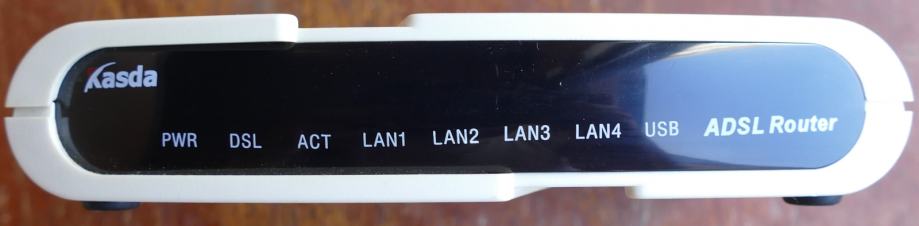 Kasda
PWR DSL ACT LAN1 LAN2 LAN3 LAN4 USB ADSL Router